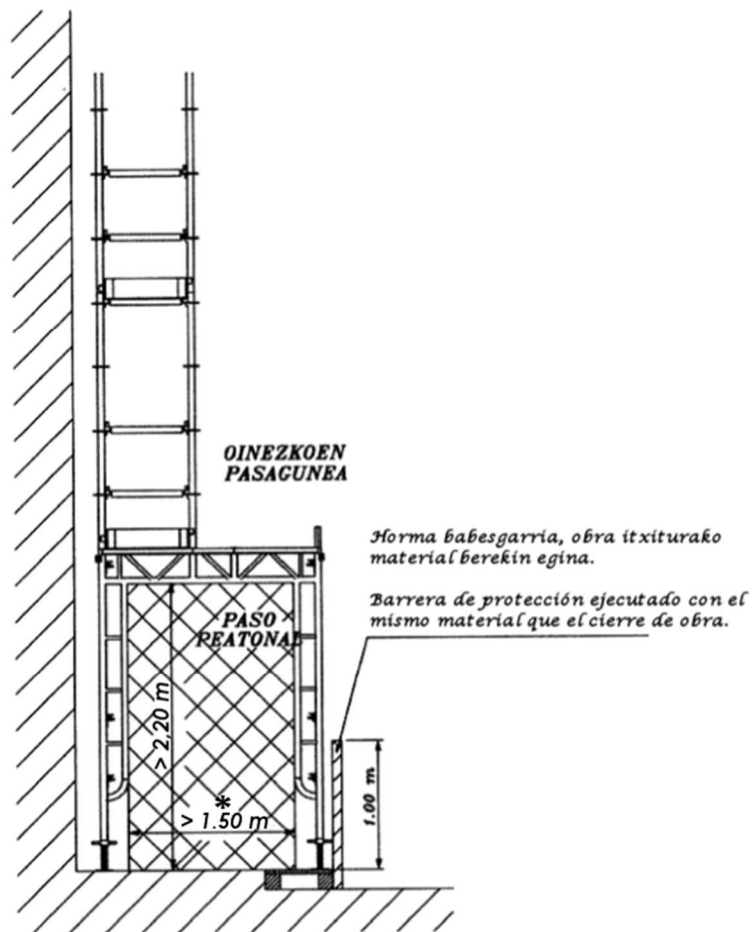 OINEZKOEN
PASAGUNEA
Horma babesgarria, obra itxiturako
material berekin egina.
Barrera de protección ejecutado con el
mismo material que el cierre de obra.
PASO
PEATONAL
> 2,20 m
*
> 1.50 m
1.00 m